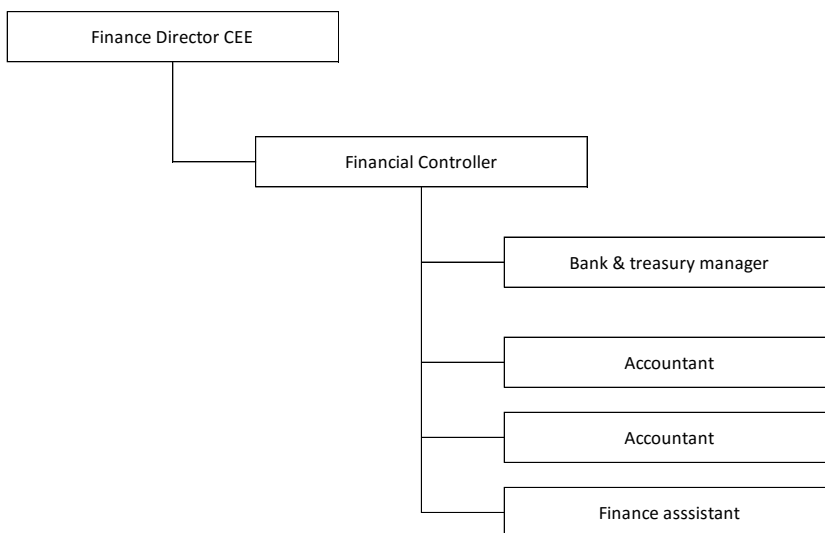 Finance Director CEE
Financial Controller
Bank & treasury manager
Accountant
Accountant
Finance asssistant